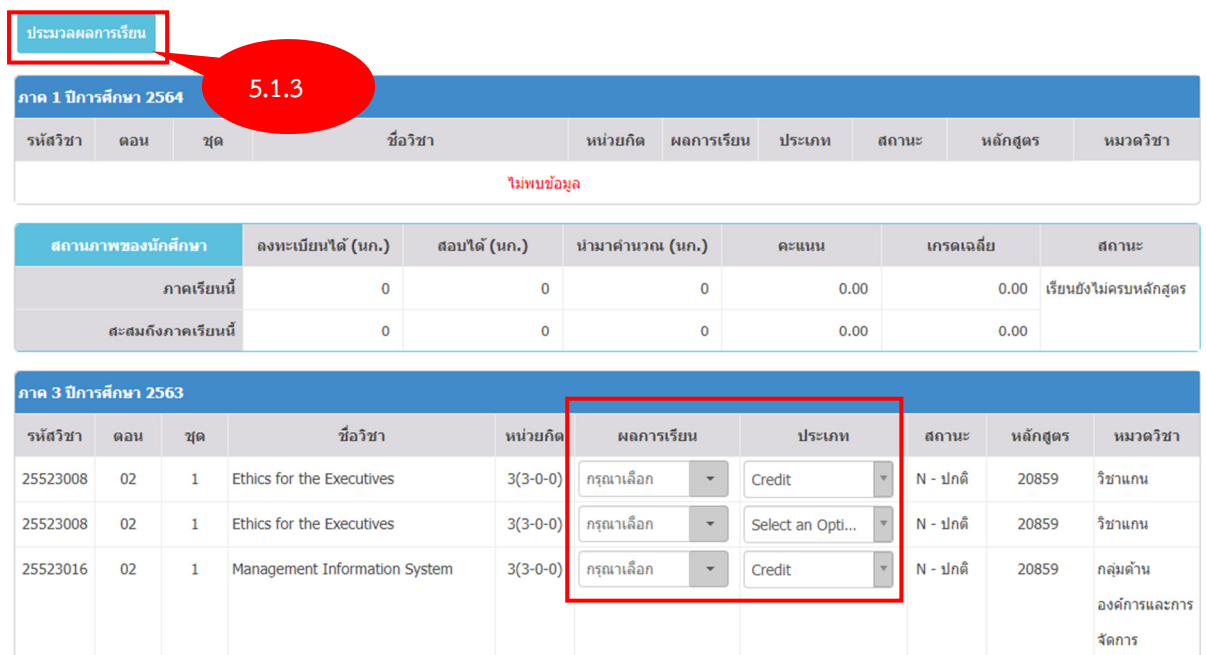 ประมวลผลการเรียน
5.1.3
ภาค 1 ปีการศึกษา 2564
รหัสวิชา ตอน ชุด ชื่อวิชา หน่วยกิต ผลการเรียน ประเภท สถานะ หลักสูตร หมวดวิชา
ไม่พบข้อมูล
สถานภาพของนักศึกษา ลงทะเบียนได้ (นก.) สอบได้ (นก.) นำมาคำนวณ (นก.) คะแนน เกรดเฉลี่ย สถานะ
ภาคเรียนนี้ 0 0 0 0.00 0.00 เรียนยังไม่ครบหลักสูตร
สะสมถึงภาคเรียนนี้ 0 0 0 0.00 0.00
ภาค 3 ปีการศึกษา 2563
รหัสวิชา ตอน ชุด ชื่อวิชา หน่วยกิต ผลการเรียน ประเภท สถานะ หลักสูตร หมวดวิชา
25523008 02 1 Ethics for the Executives 3(3-0-0) กรุณาเลือก Credit N - ปกติ 20859 วิชาแกน
25523008 02 1 Ethics for the Executives 3(3-0-0) กรุณาเลือก Select an Opti... N - ปกติ 20859 วิชาแกน
25523016 02 1 Management Information System 3(3-0-0) กรุณาเลือก Credit N - ปกติ 20859 กลุ่มด้าน
องค์การและการ
จัดการ